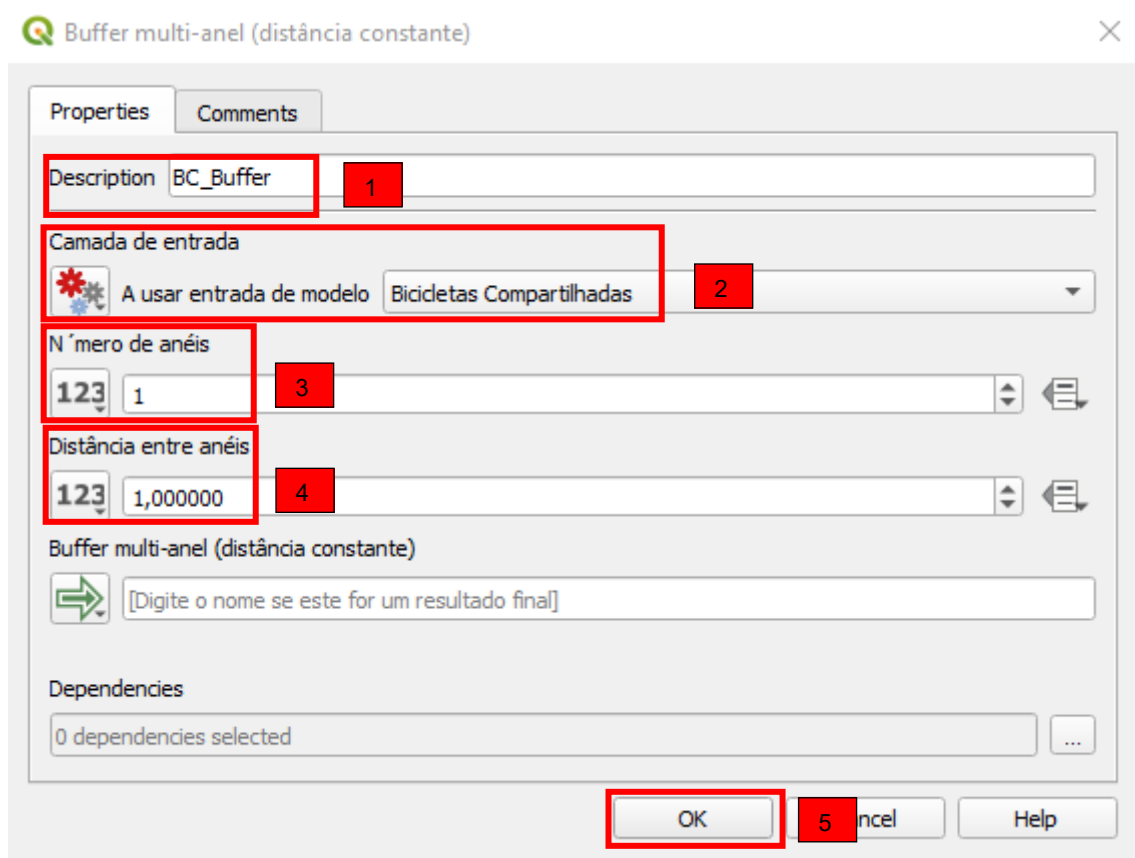 Buffer multi-anel (distância constante)
Properties Comments
Description BC_Buffer 1
Camada de entrada
A usar entrada de modelo Bicicletas Compartilhadas 2
N ´mero de anéis
123 1 3
Distância entre anéis
123 1,000000 4
Buffer multi-anel (distância constante)
[Digite o nome se este for um resultado final]
Dependencies
0 dependencies selected ...
OK 5 ncel Help